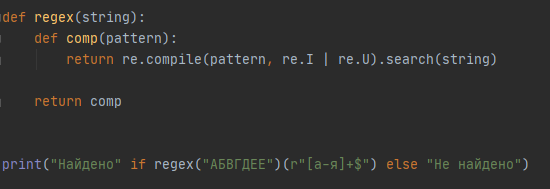 def regex(string):
    def comp(pattern):
        return re.compile(pattern, re.I | re.U).search(string)
    return comp
print("Найдено" if regex("АБВГДЕЕ")(r"[а-я]+$") else "Не найдено")